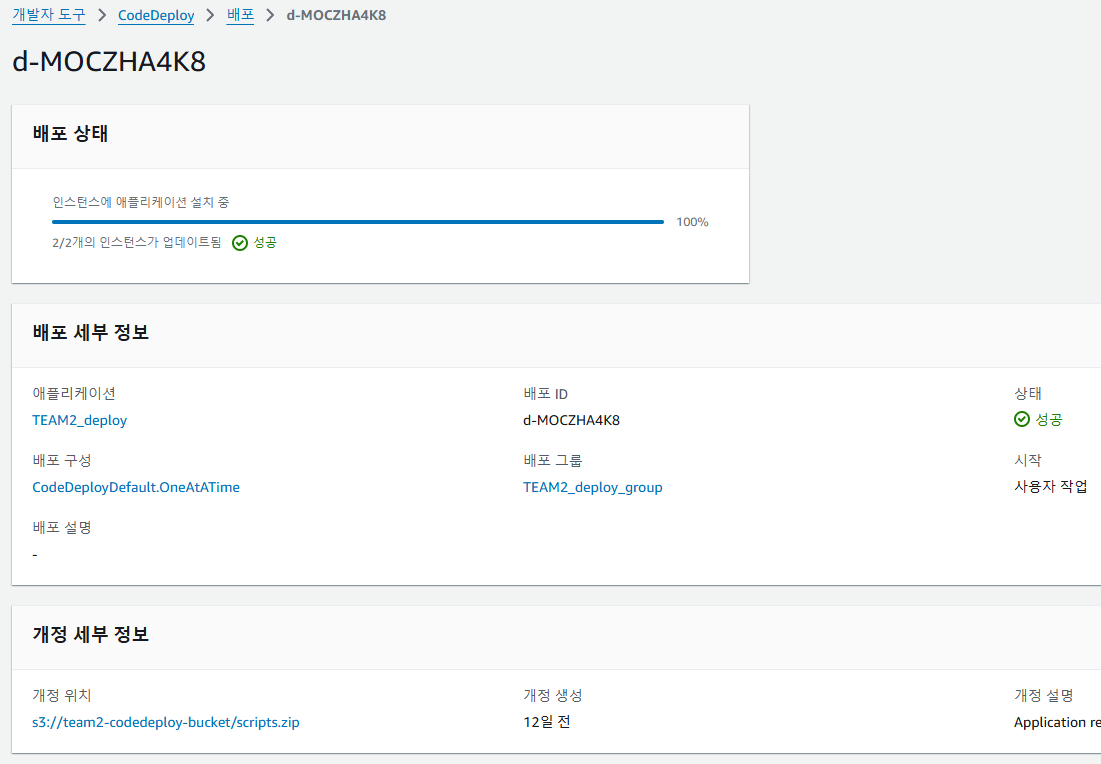 개발자 도구 > CodeDeploy > 배포 > d-MOCZHA4K8
d-MOCZHA4K8
배포 상태
인스턴스에 애플리케이션 설치 중
100%
2/2개의 인스턴스가 업데이트됨 성공
배포 세부 정보
애플리케이션 배포 ID 상태
TEAM2_deploy d-MOCZHA4K8 성공
배포 구성 배포 그룹 시작
CodeDeployDefault.OneAtATime TEAM2_deploy_group 사용자 작업
배포 설명
-
개정 세부 정보
개정 위치 개정 생성 개정 설명
s3://team2-codedeploy-bucket/scripts.zip 12일 전 Application re